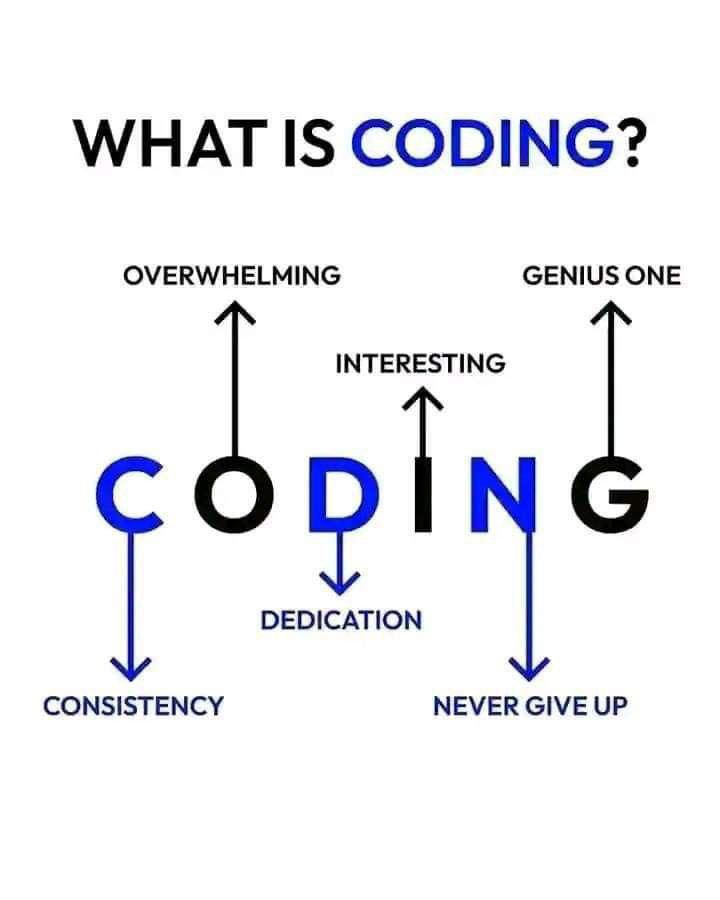 WHAT IS CODING?
OVERWHELMING
GENIUS ONE
INTERESTING
CODING
DEDICATION
CONSISTENCY
NEVER GIVE UP